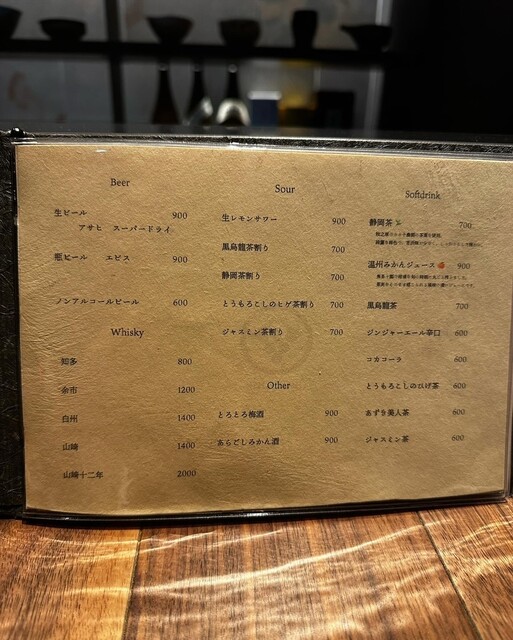 Beer
生ビール 900
アサヒ スーパードライ
瓶ビール エビス 900
ノンアルコールビール 600
Whisky
知多 800
余市 1200
白州 1400
山崎 1400
山崎十二年 2000
Sour
生レモンサワー 900
黒烏龍茶割り 700
静岡茶割り 700
とうもろこしのヒゲ茶割り 700
ジャスミン茶割り 700
Other
とろとろ梅酒 900
あらごしみかん酒 900
Softdrink
静岡茶 700
温州みかんジュース 900
黒烏龍茶 700
ジンジャーエール辛口 600
コカコーラ 600
とうもろこしのひげ茶 600
あずき美人茶 600
ジャスミン茶 600